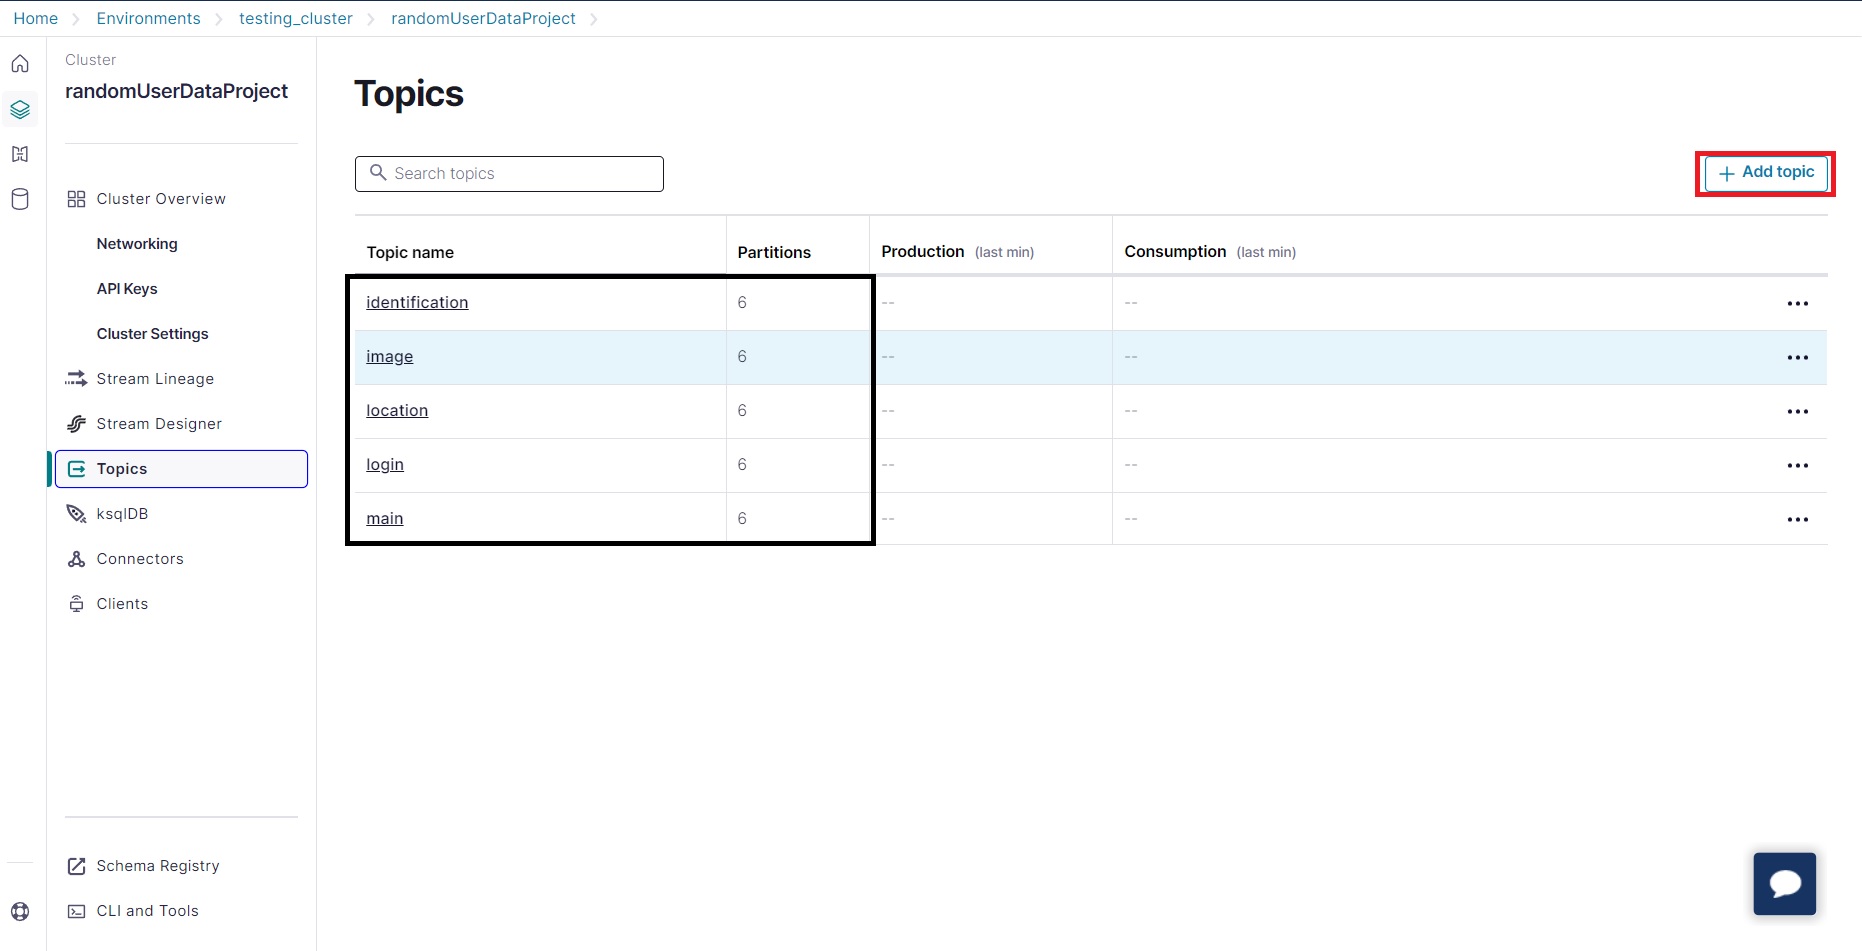 Home Environments testing_cluster randomUserDataProject
Cluster
randomUserDataProject
Cluster Overview
Networking
API Keys
Cluster Settings
Stream Lineage
Stream Designer
Topics
ksqlDB
Connectors
Clients
Schema Registry
CLI and Tools
Topics
Search topics
+ Add topic
Topic name Partitions Production (last min) Consumption (last min)
identification 6 -- -- •••
image 6 -- -- •••
location 6 -- -- •••
login 6 -- -- •••
main 6 -- -- •••